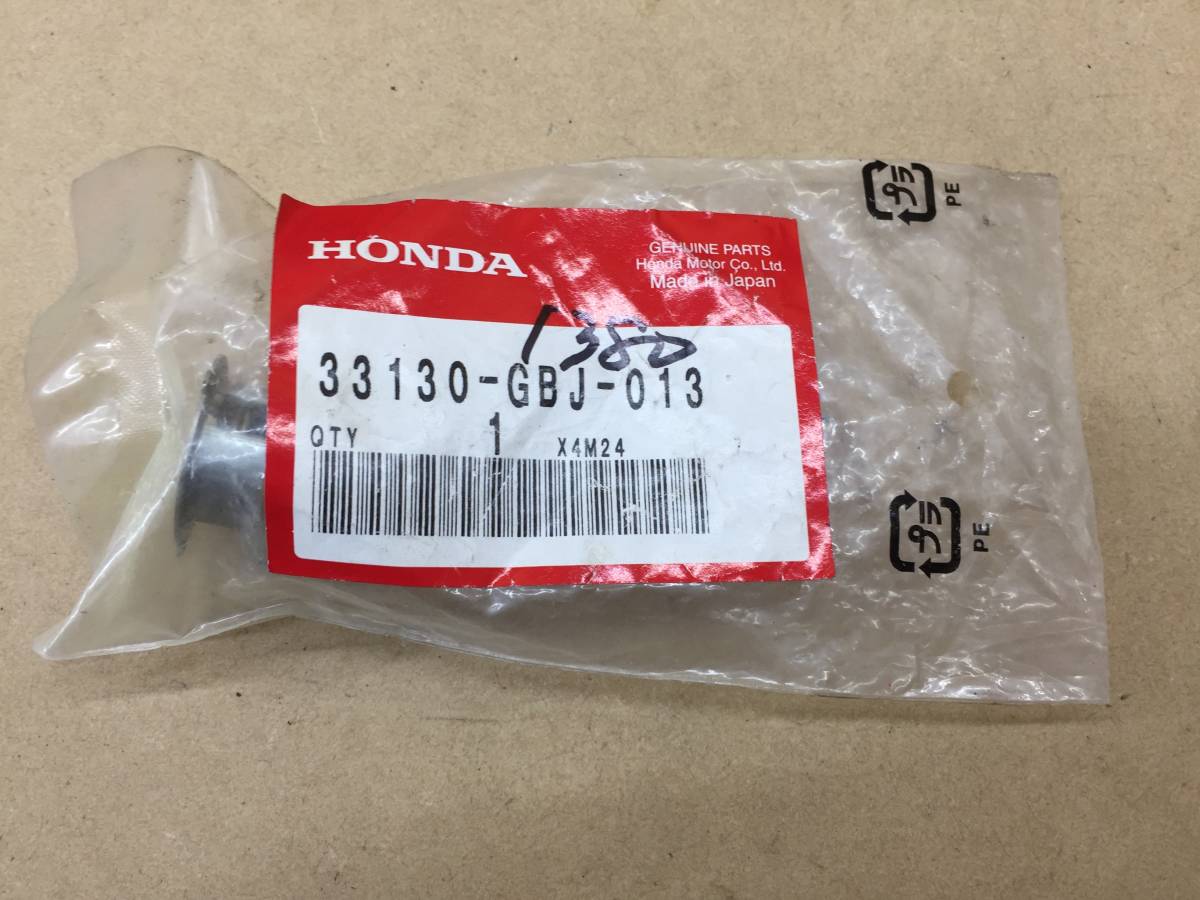 プラ
PE
HONDA
GENUINE PARTS
Honda Motor Co., Ltd.
Made in Japan
1380
33130-GBJ-013
QTY 1 X4M24
プラ
PE